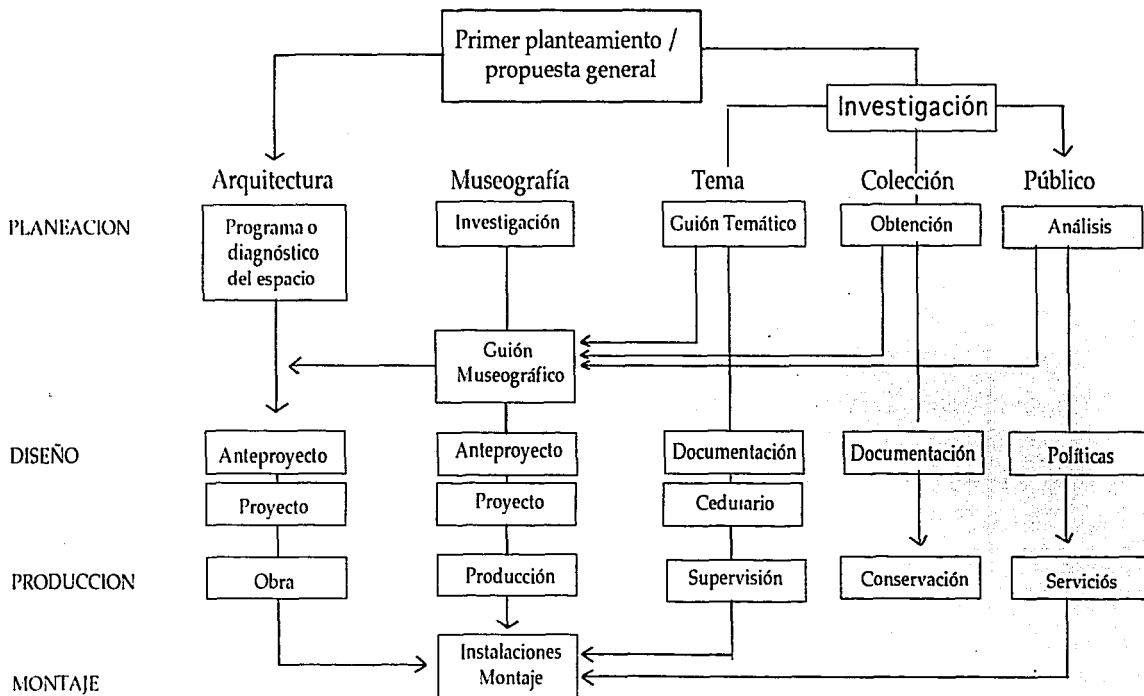 Primer planteamiento /
propuesta general
Investigación
Arquitectura
Museografía
Tema
Colección
Público
PLANEACION
Programa o
diagnóstico
del espacio
Investigación
Guión Temático
Obtención
Análisis
Guión
Museográfico
DISEÑO
Anteproyecto
Anteproyecto
Documentación
Documentación
Políticas
Proyecto
Proyecto
Cedulario
PRODUCCION
Obra
Producción
Supervisión
Conservación
Serviciós
Instalaciones
Montaje
MONTAJE